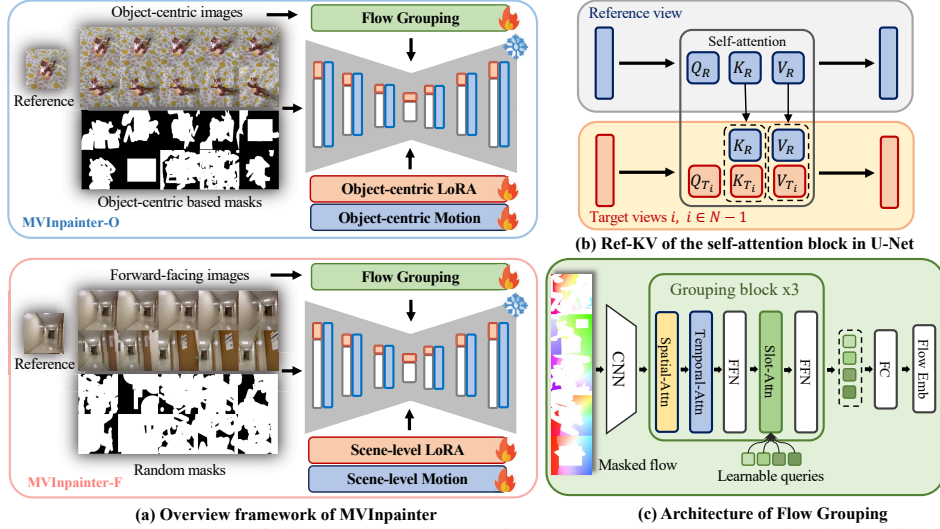 Object-centric images
Flow Grouping
Reference
Object-centric based masks
Object-centric LoRA
Object-centric Motion
MVInpainter-O
Forward-facing images
Flow Grouping
Reference
Random masks
Scene-level LoRA
Scene-level Motion
MVInpainter-F
(a) Overview framework of MVInpainter
Reference view
Self-attention
Q_R K_R V_R
K_R V_R
Q_{T_i} K_{T_i} V_{T_i}
Target views i, i ∈ N − 1
(b) Ref-KV of the self-attention block in U-Net
Grouping block x3
CNN
Spatial-Attn
Temporal-Attn
FFN
Slot-Attn
FFN
FC
Flow Emb
Masked flow
Learnable queries
(c) Architecture of Flow Grouping